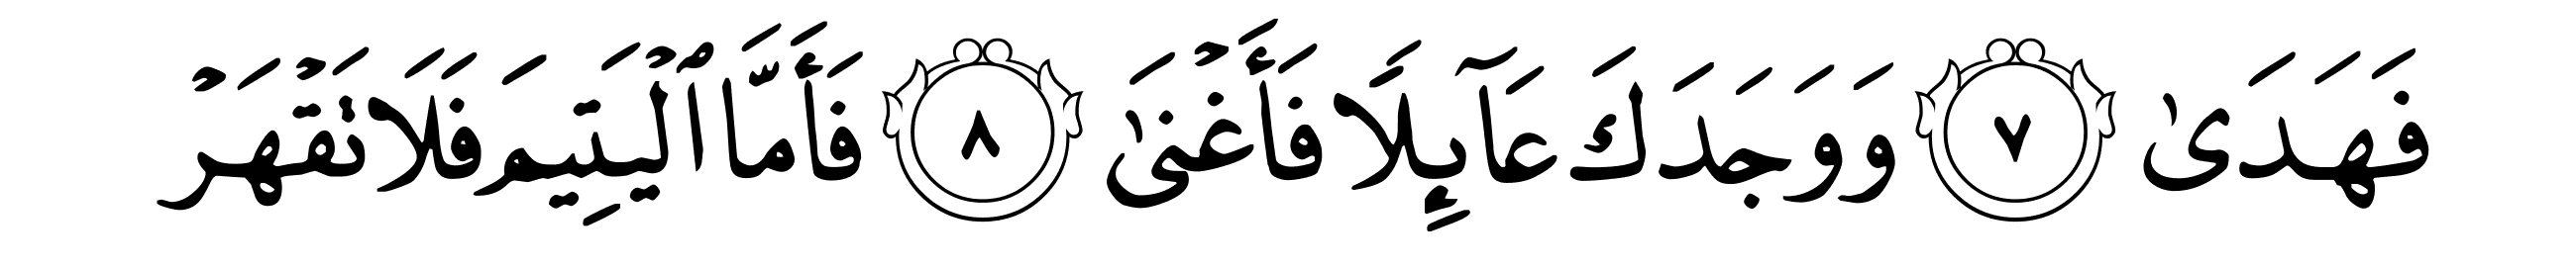 فَهَدَىٰ ٧ وَوَجَدَكَ عَآئِلًا فَأَغْنَىٰ ٨ فَأَمَّا ٱلْيَتِيمَ فَلَا تَقْهَرْ